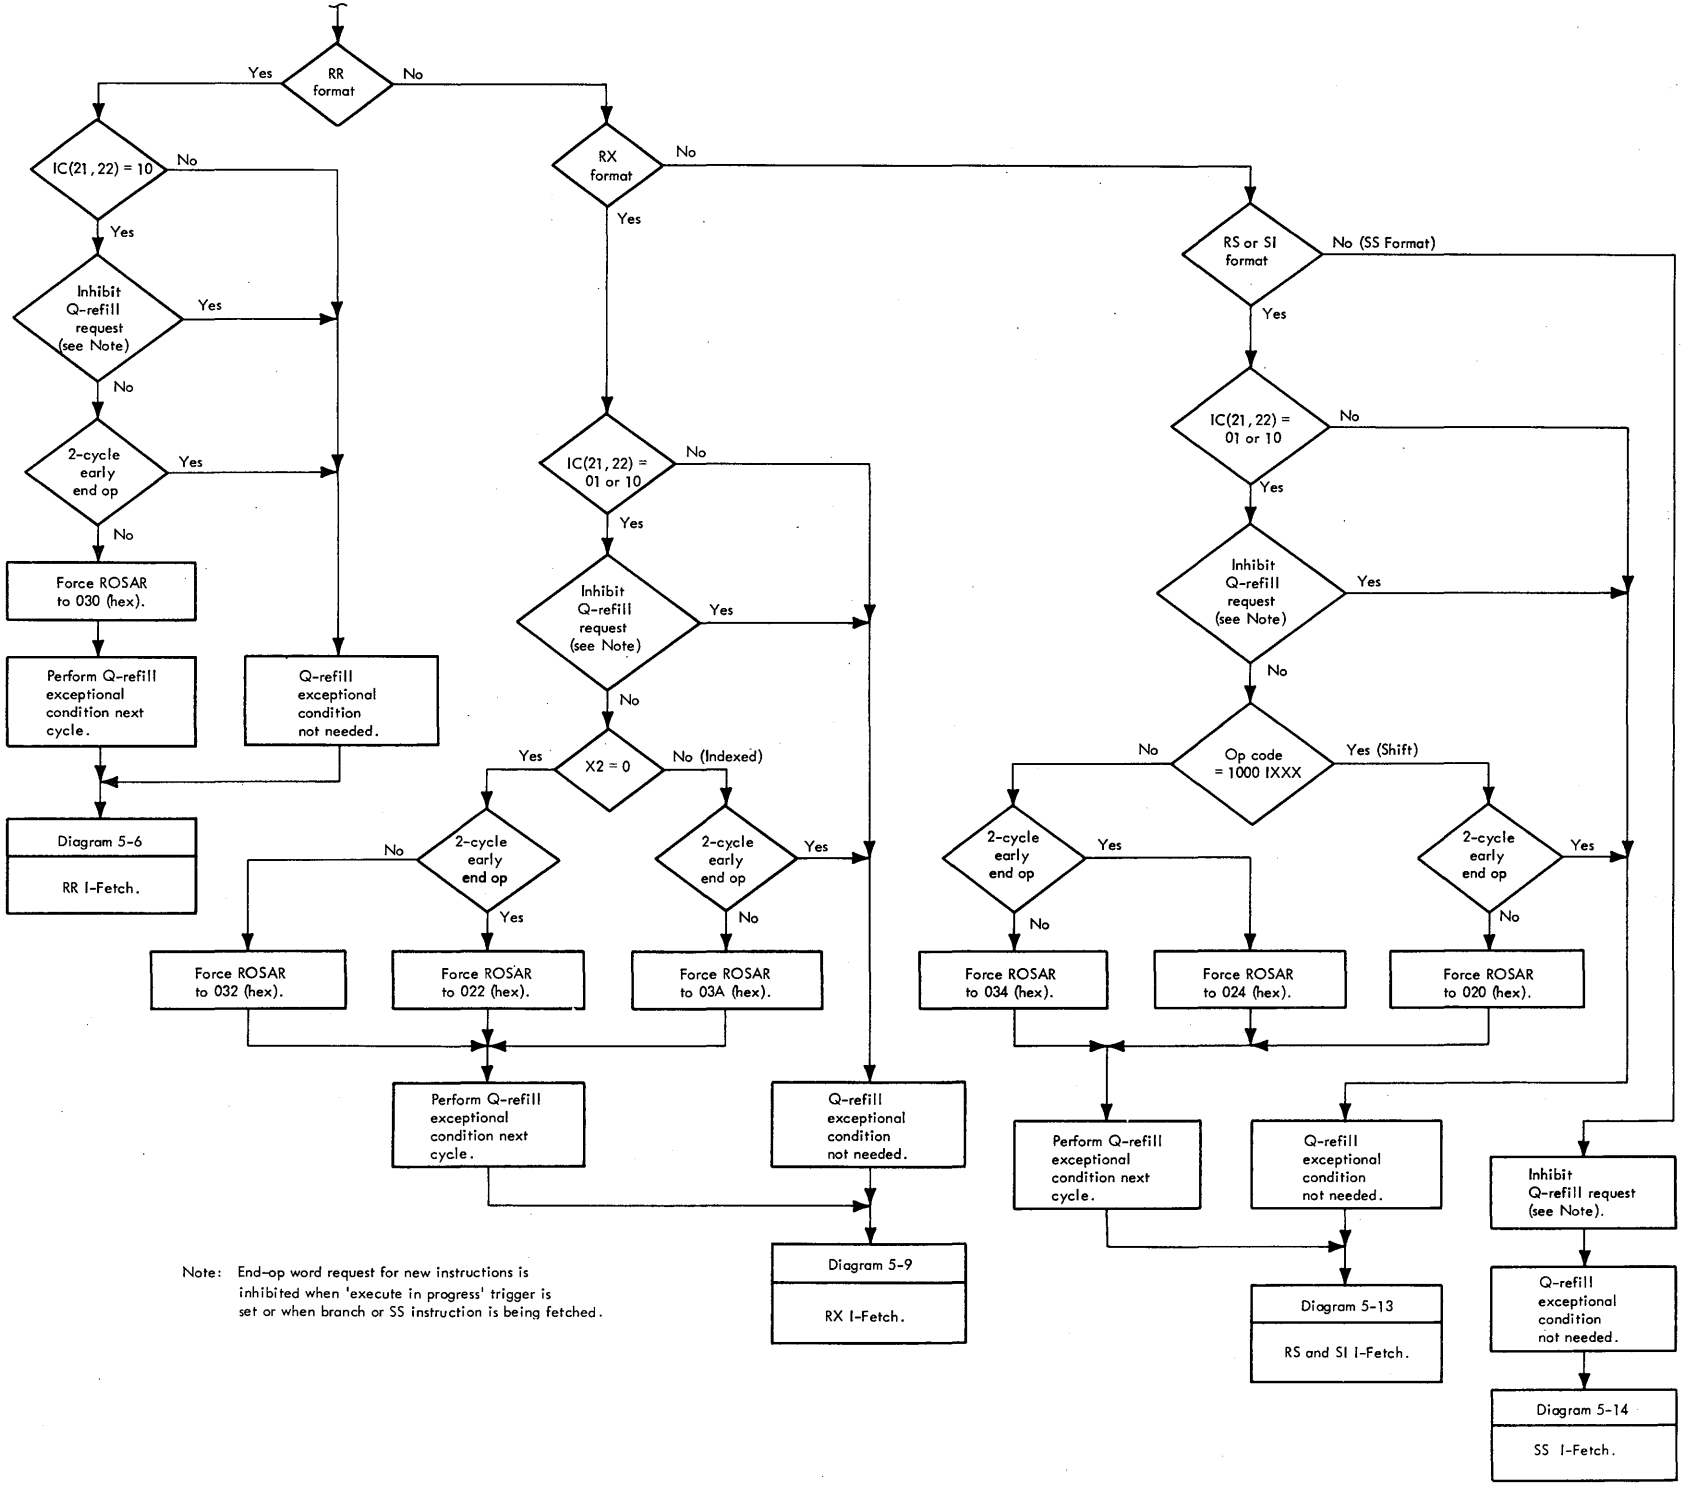 RR
format
Yes
No
IC(21,22) = 10
No
Yes
Inhibit
Q-refill
request
(see Note)
Yes
No
2-cycle
early
end op
Yes
No
Force ROSAR
to 030 (hex).
Perform Q-refill
exceptional
condition next
cycle.
Q-refill
exceptional
condition
not needed.
Diagram 5-6
RR I-Fetch.
RX
format
No
Yes
IC(21,22) =
01 or 10
No
Yes
Inhibit
Q-refill
request
(see Note)
Yes
No
X2 = 0
Yes
No (Indexed)
2-cycle
early
end op
No
Yes
2-cycle
early
end op
Yes
No
Force ROSAR
to 032 (hex).
Force ROSAR
to 022 (hex).
Force ROSAR
to 03A (hex).
Perform Q-refill
exceptional
condition next
cycle.
Q-refill
exceptional
condition
not needed.
Diagram 5-9
RX I-Fetch.
RS or SI
format
No (SS Format)
Yes
IC(21,22) =
01 or 10
No
Yes
Inhibit
Q-refill
request
(see Note)
Yes
No
Op code
= 1000 1XXX
No
Yes (Shift)
2-cycle
early
end op
Yes
No
2-cycle
early
end op
Yes
No
Force ROSAR
to 034 (hex).
Force ROSAR
to 024 (hex).
Force ROSAR
to 020 (hex).
Perform Q-refill
exceptional
condition next
cycle.
Q-refill
exceptional
condition
not needed.
Diagram 5-13
RS and SI I-Fetch.
Inhibit
Q-refill request
(see Note).
Q-refill
exceptional
condition
not needed.
Diagram 5-14
SS I-Fetch.
Note: End-op word request for new instructions is
inhibited when 'execute in progress' trigger is
set or when branch or SS instruction is being fetched.